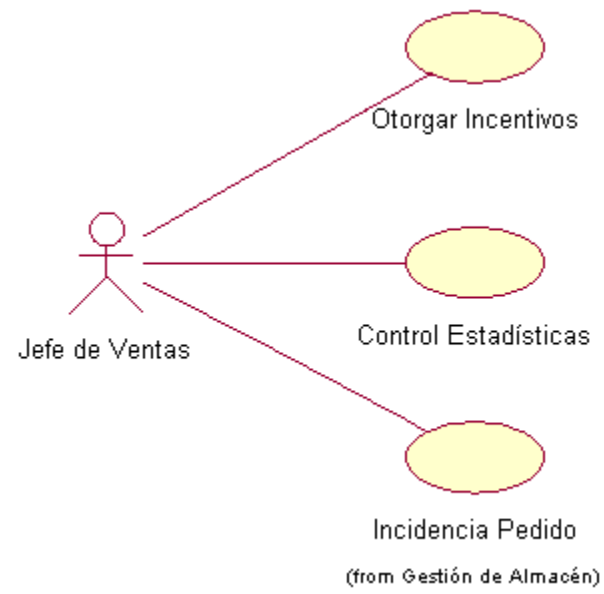 Otorgar Incentivos
Jefe de Ventas
Control Estadísticas
Incidencia Pedido
(from Gestión de Almacén)